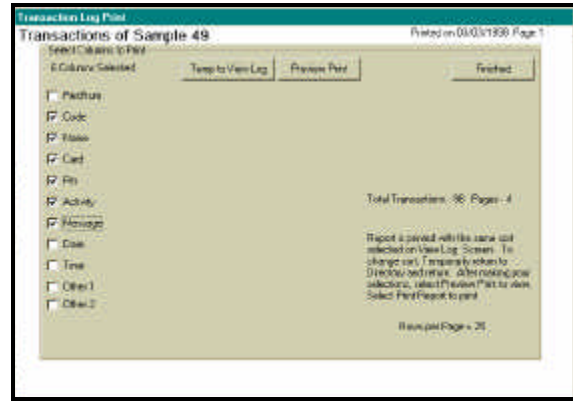 Transaction Log Print
Transactions of Sample 49
Printed on 03/03/1998 Page 1
Select Columns to Print
6 Columns Selected
Temp to View Log
Preview Print
Finished
Code
Name
Card
Pin
Activity
Message
Date
Time
Other 1
Other 2
Total Transactions 98 Pages - 4
Report is printed with the same sort
selected on View Log Screen. To
change sort, Temporarily return to
Directory and return. After making your
selections, select Preview Print to view.
Select Print Report to print
Rows per Page = 25